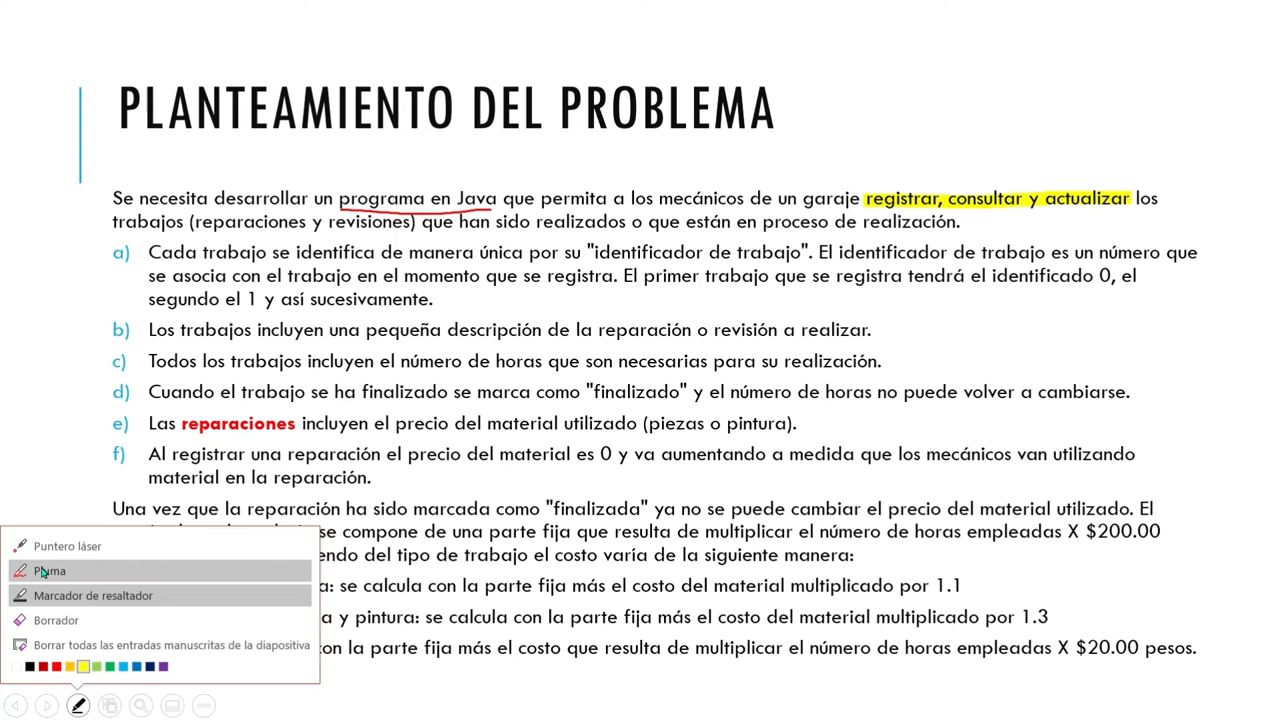 PLANTEAMIENTO DEL PROBLEMA
Se necesita desarrollar un programa en Java que permita a los mecánicos de un garaje registrar, consultar y actualizar los
trabajos (reparaciones y revisiones) que han sido realizados o que están en proceso de realización.
a) Cada trabajo se identifica de manera única por su "identificador de trabajo". El identificador de trabajo es un número que
se asocia con el trabajo en el momento que se registra. El primer trabajo que se registra tendrá el identificado 0, el
segundo el 1 y así sucesivamente.
b) Los trabajos incluyen una pequeña descripción de la reparación o revisión a realizar.
c) Todos los trabajos incluyen el número de horas que son necesarias para su realización.
d) Cuando el trabajo se ha finalizado se marca como "finalizado" y el número de horas no puede volver a cambiarse.
e) Las reparaciones incluyen el precio del material utilizado (piezas o pintura).
f) Al registrar una reparación el precio del material es 0 y va aumentando a medida que los mecánicos van utilizando
material en la reparación.
Una vez que la reparación ha sido marcada como "finalizada" ya no se puede cambiar el precio del material utilizado. El
se compone de una parte fija que resulta de multiplicar el número de horas empleadas X $200.00
del tipo de trabajo el costo varía de la siguiente manera:
se calcula con la parte fija más el costo del material multiplicado por 1.1
y pintura: se calcula con la parte fija más el costo del material multiplicado por 1.3
con la parte fija más el costo que resulta de multiplicar el número de horas empleadas X $20.00 pesos.
Puntero láser
Pluma
Marcador de resaltador
Borrador
Borrar todas las entradas manuscritas de la diapositiva